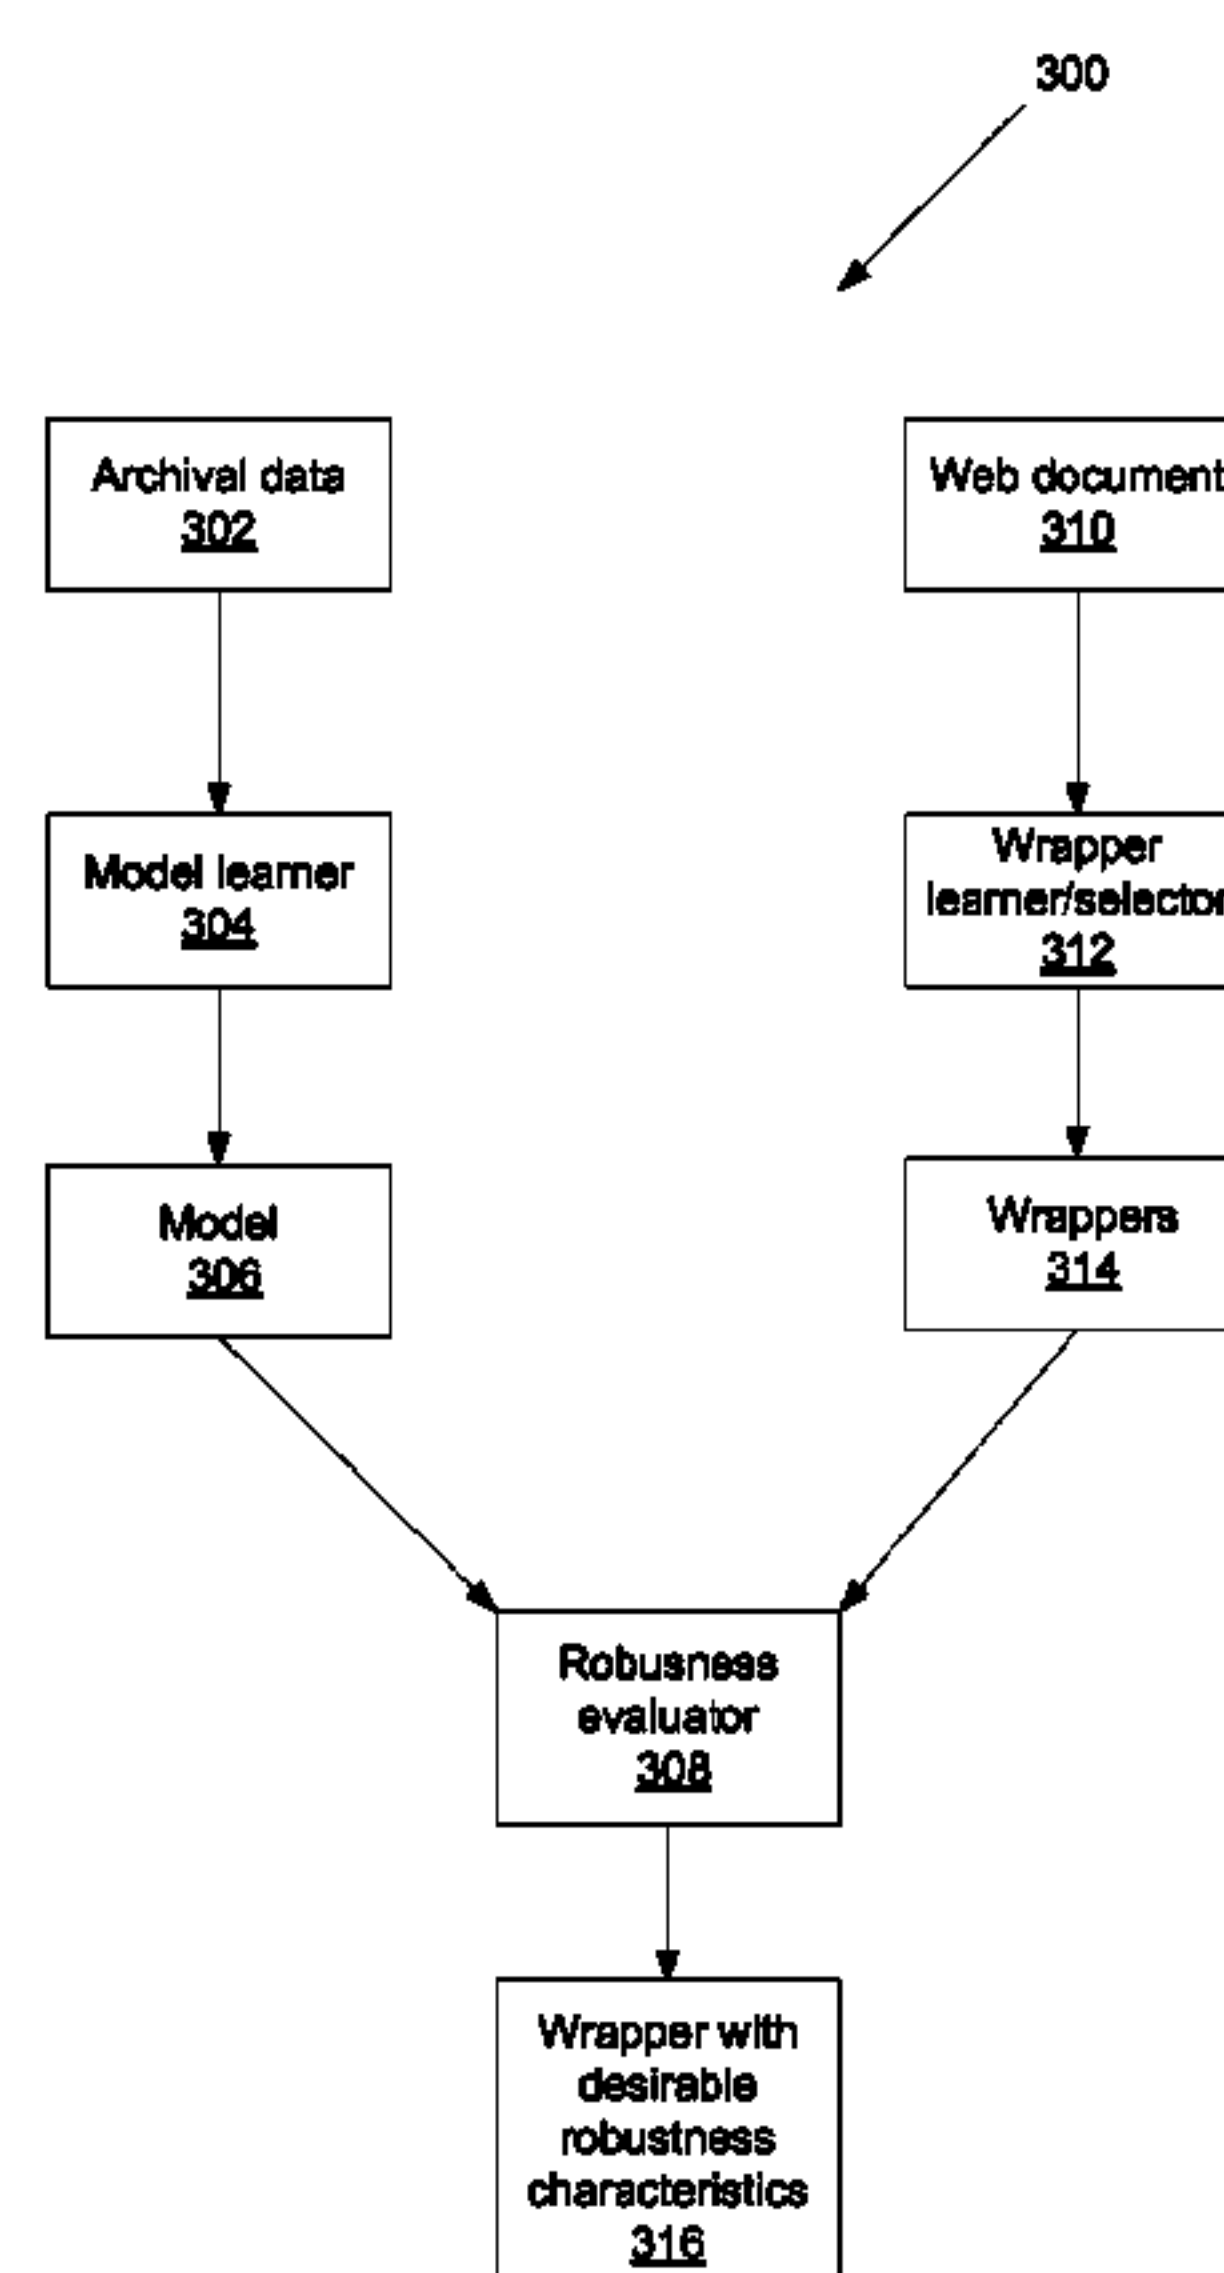 300
Archival data
302
Web document
310
Model learner
304
Wrapper
learner/selector
312
Model
306
Wrappers
314
Robusness
evaluator
308
Wrapper with
desirable
robustness
characteristics
316